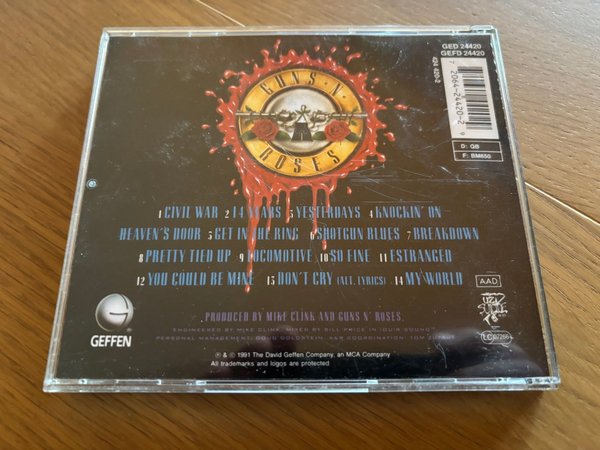 GED 24420
GEFD 24420
424 420-2
7 20642-44202 9
D: GB
F: BM650
GUNS N'
ROSES
1 CIVIL WAR 2 14 YEARS 3 YESTERDAYS 4 KNOCKIN' ON
HEAVEN'S DOOR 5 GET IN THE RING 6 SHOTGUN BLUES 7 BREAKDOWN
8 PRETTY TIED UP 9 LOCOMOTIVE 10 SO FINE 11 ESTRANGED
12 YOU COULD BE MINE 13 DON'T CRY (ALT. LYRICS) 14 MY WORLD
PRODUCED BY MIKE CLINK AND GUNS N' ROSES.
ENGINEERED BY MIKE CLINK. MIXED BY BILL PRICE
PERSONAL MANAGEMENT: DOUG GOLDSTEIN. A&R COORDINATION: TOM ZUTAUT
AAD
GEFFEN
℗ & © 1991 The David Geffen Company, an MCA Company
All trademarks and logos are protected